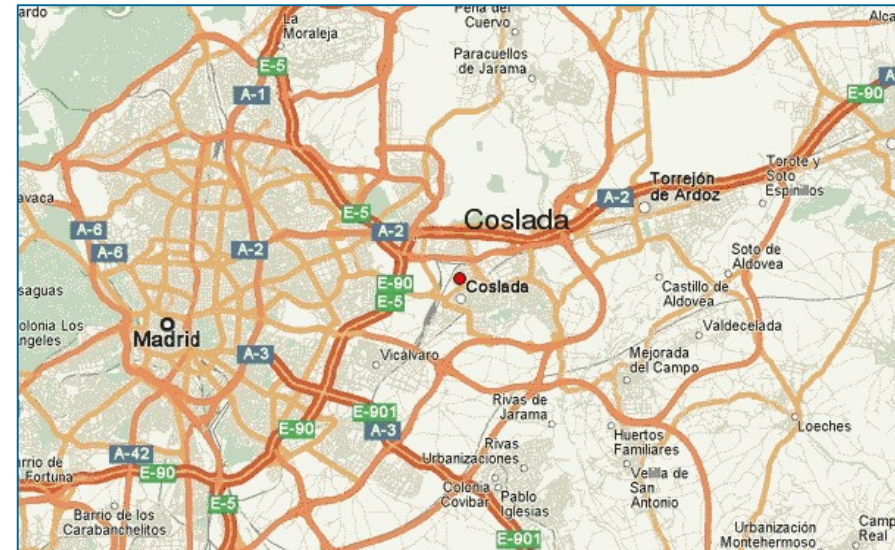 ardo
La
Moraleja
Pena del
Cuervo
Alca
Paracuellos
de Jarama
E-5
A-1
E-90
A
Torote y
Soto
Espinillos
Torrejón
de Ardoz
A-2
avaca
E-5
Coslada
A-6
A-2
A-6
A-2
Soto de
Aldovea
E-90
Coslada
Castillo de
Aldovea
saguas
E-5
olonia Los
ngeles
Madrid
Valdecelada
A-3
Vicálvaro
Mejorada
del Campo
E-901
Rivas de
Jarama
A-3
E-90
Loeches
Huertos
Familiares
Rivas
Urbanizaciones
A-42
rrio de
Fortuna
E-90
Velilla de
San
Antonio
Colonia
Covibar
Pablo
Iglesias
E-5
Barrio de los
Carabanchelitos
Urbanización
Montehermoso
Camp
Real
E-901